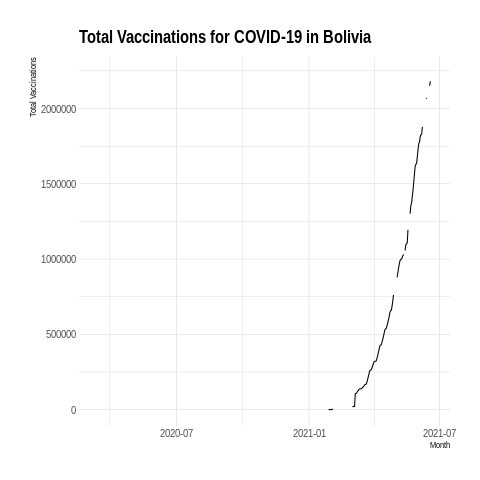 Total Vaccinations for COVID-19 in Bolivia
Total Vaccinations
2000000
1500000
1000000
500000
0
2020-07
2021-01
2021-07
Month